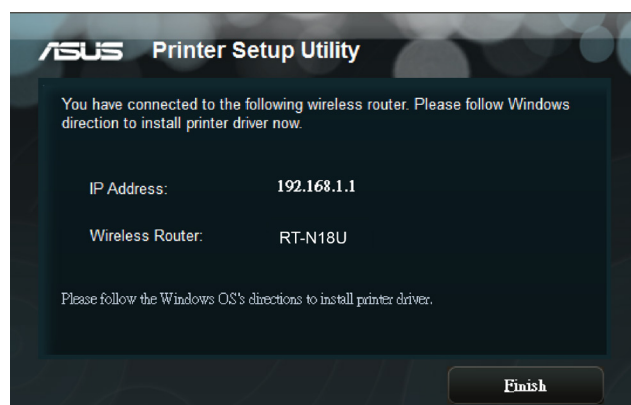 ASUS Printer Setup Utility
You have connected to the following wireless router. Please follow Windows
direction to install printer driver now.
IP Address: 192.168.1.1
Wireless Router: RT-N18U
Please follow the Windows OS's directions to install printer driver.
Finish